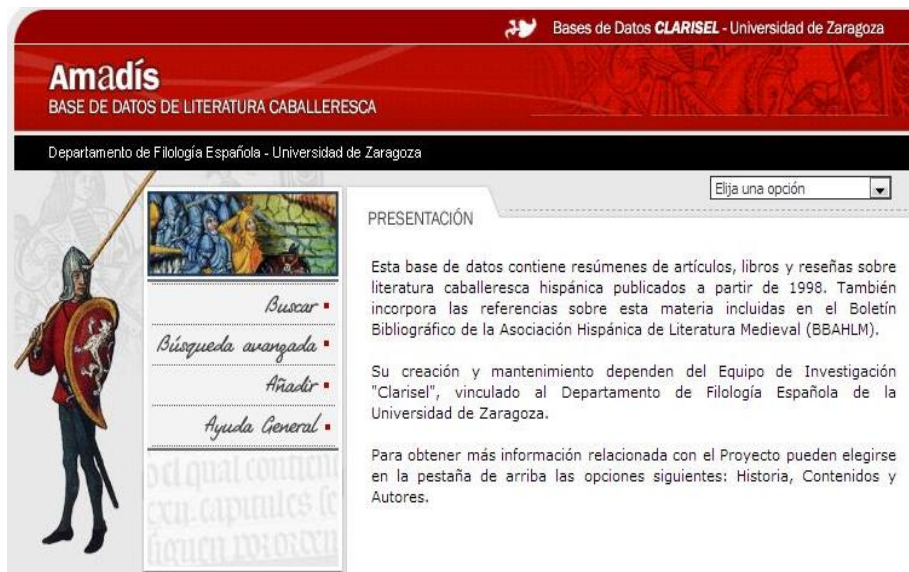 Bases de Datos CLARISEL - Universidad de Zaragoza
Amadís
BASE DE DATOS DE LITERATURA CABALLERESCA
Departamento de Filología Española - Universidad de Zaragoza
Elija una opción
Buscar
Búsqueda avanzada
Añadir
Ayuda General
PRESENTACIÓN
Esta base de datos contiene resúmenes de artículos, libros y reseñas sobre
literatura caballeresca hispánica publicados a partir de 1998. También
incorpora las referencias sobre esta materia incluidas en el Boletín
Bibliográfico de la Asociación Hispánica de Literatura Medieval (BBAHLM).
Su creación y mantenimiento dependen del Equipo de Investigación
"Clarisel", vinculado al Departamento de Filología Española de la
Universidad de Zaragoza.
Para obtener más información relacionada con el Proyecto pueden elegirse
en la pestaña de arriba las opciones siguientes: Historia, Contenidos y
Autores.